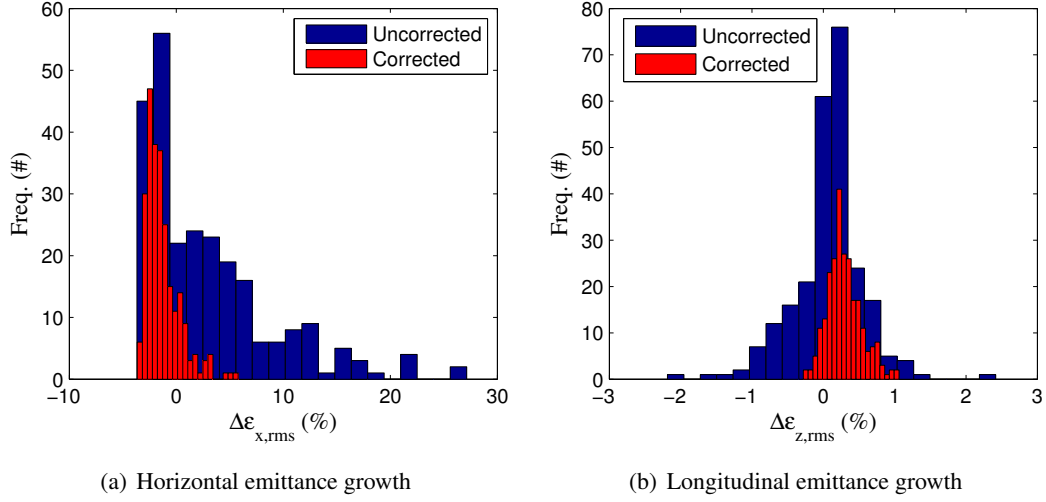 60
50
40
30
20
10
0
Freq. (#)
−10
0
10
20
30
Δε x,rms (%)
Uncorrected
Corrected
(a) Horizontal emittance growth
80
70
60
50
40
30
20
10
0
Freq. (#)
−3
−2
−1
0
1
2
3
Δε z,rms (%)
Uncorrected
Corrected
(b) Longitudinal emittance growth